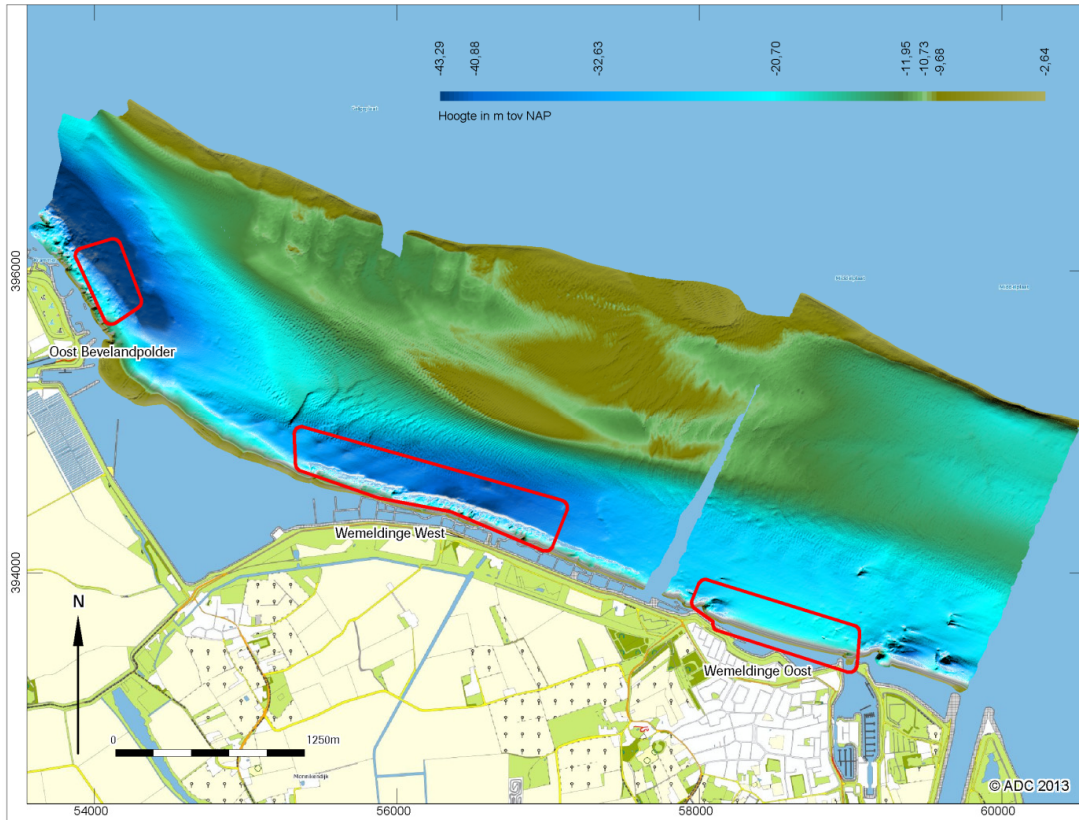 -43,29
-40,88
-32,63
-20,70
-11,95
-10,73
-9,68
-2,64
Hoogte in m tov NAP
396000
Oost Bevelandpolder
Wemeldinge West
394000
N
Wemeldinge Oost
0
1250m
Monnikendijk
© ADC 2013
54000
56000
58000
60000